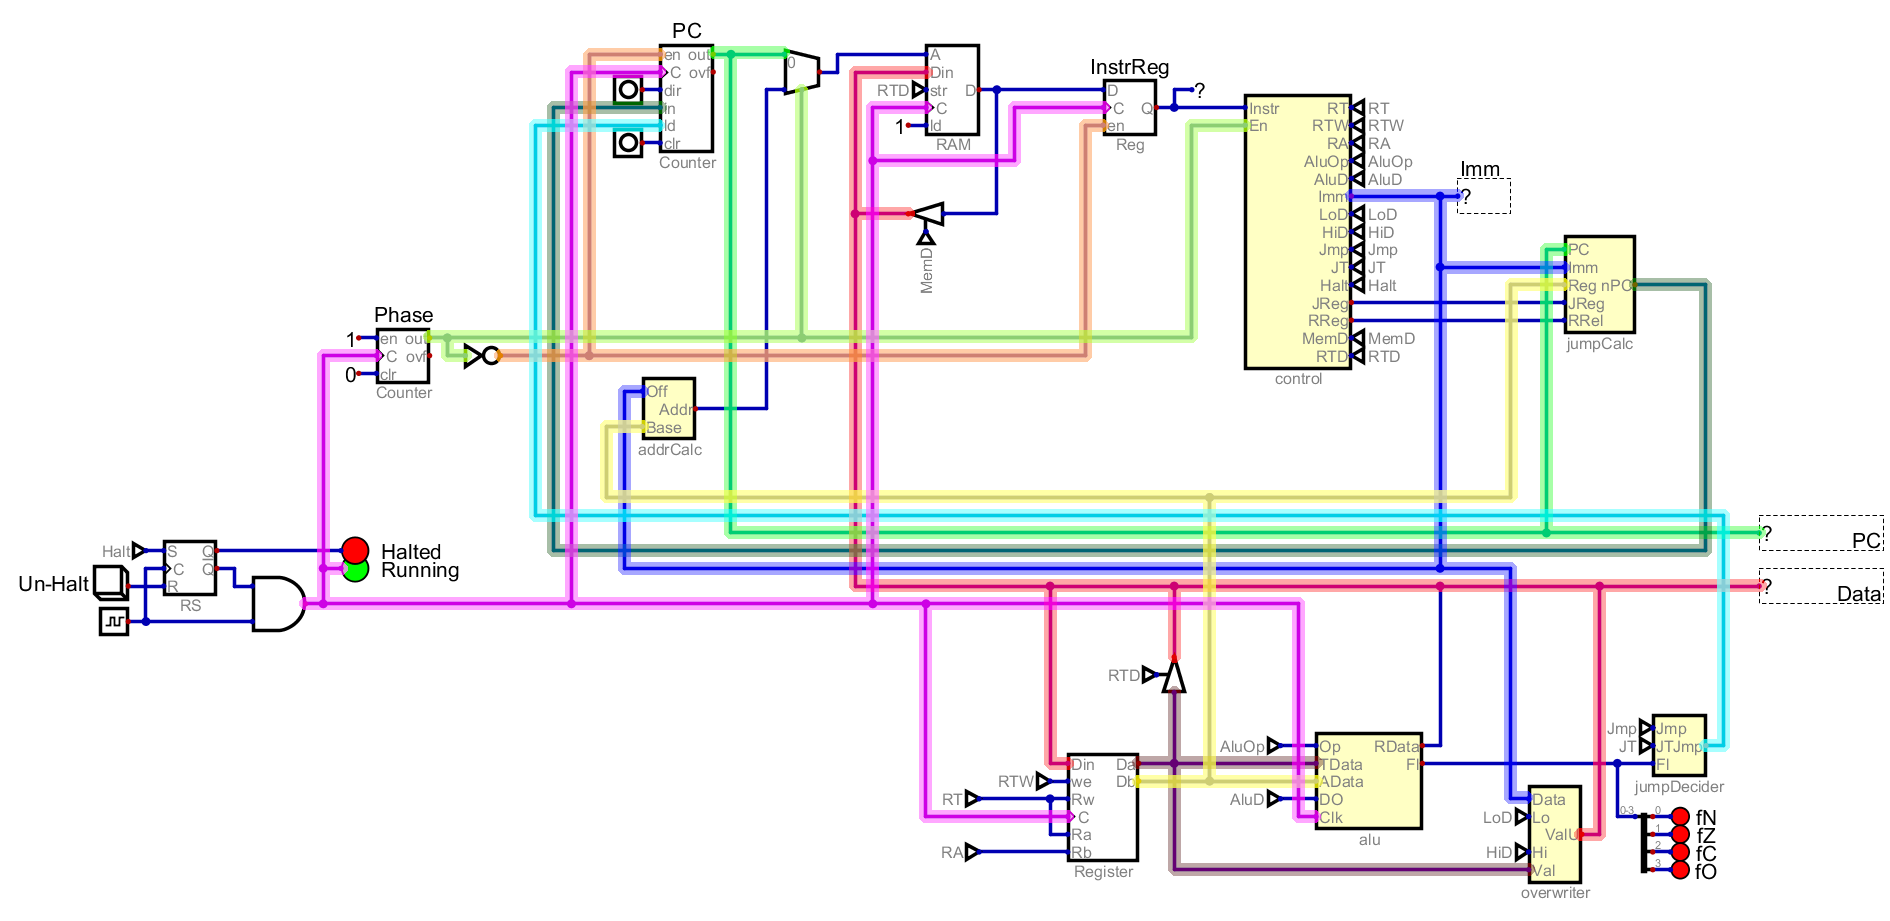 PC
en out
C ovf
dir
in
ld
clr
Counter
0
A
Din
RTD
str
D
C
1
ld
RAM
InstrReg
D
C
Q
en
Reg
?
Instr
En
RT
RT
RTW
RTW
RA
RA
AluOp
AluOp
AluD
AluD
Imm
LoD
LoD
HiD
HiD
Jmp
Jmp
JT
JT
Halt
Halt
JReg
RReg
MemD
MemD
RTD
RTD
control
Imm
?
PC
Imm
Reg nPC
JReg
RRel
jumpCalc
MemD
Phase
1
en out
C ovf
0
clr
Counter
Off
Addr
Base
addrCalc
Halt
S
Q
C
Q
R
RS
Un-Halt
Halted
Running
?
PC
?
Data
RTD
RTW
RT
RA
Din
Da
we
Db
Rw
C
Ra
Rb
Register
AluOp
AluD
Op
RData
TData
Fl
AData
DO
Clk
alu
LoD
HiD
Data
Lo
Hi
Val
overwriter
Jmp
JT
Jmp
JTJmp
Fl
jumpDecider
0-3
0
fN
1
fZ
2
fC
3
fO